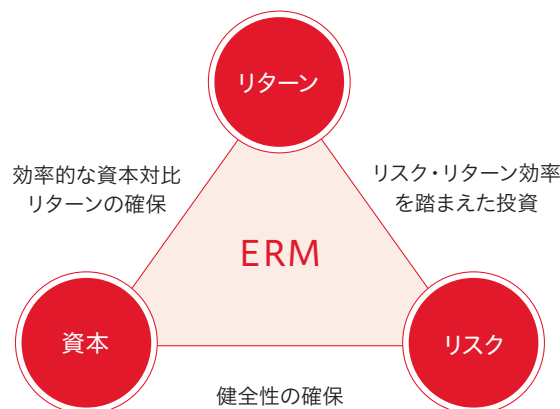 リターン
効率的な資本対比
リターンの確保
リスク・リターン効率
を踏まえた投資
ERM
資本
リスク
健全性の確保